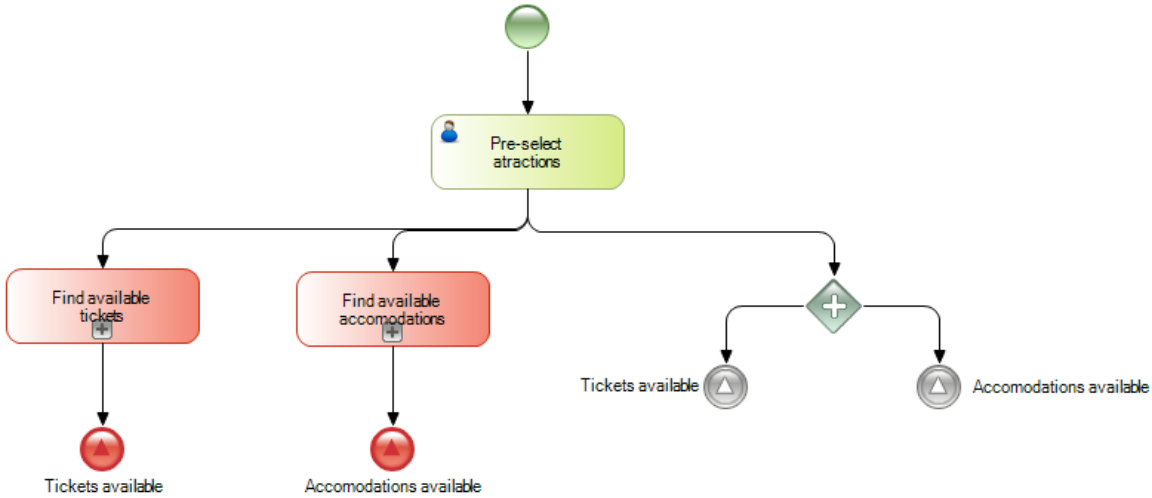 Pre-select
atractions
Find available
tickets
Find available
accomodations
Tickets available
Accomodations available
Tickets available
Accomodations available